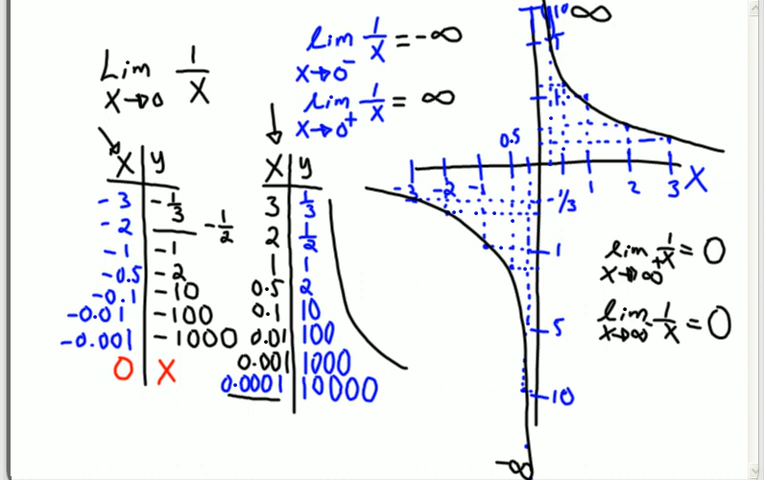 Lim 1/x
x→0
lim 1/x = -∞
x→0⁻
lim 1/x = ∞
x→0⁺
x | y
-3 | -1/3
-2 | -1/2
-1 | -1
-0.5 | -2
-0.1 | -10
-0.01 | -100
-0.001 | -1000
0 | x
x | y
3 | 1/3
2 | 1/2
1 | 1
0.5 | 2
0.1 | 10
0.01 | 100
0.001 | 1000
0.0001 | 10000
10 ∞
1
0.5
-3 -2 -1 1 2 3 X
-1/3
-1
-5
-10
-∞
lim 1/x = 0
x→∞⁺
lim 1/x = 0
x→∞⁻